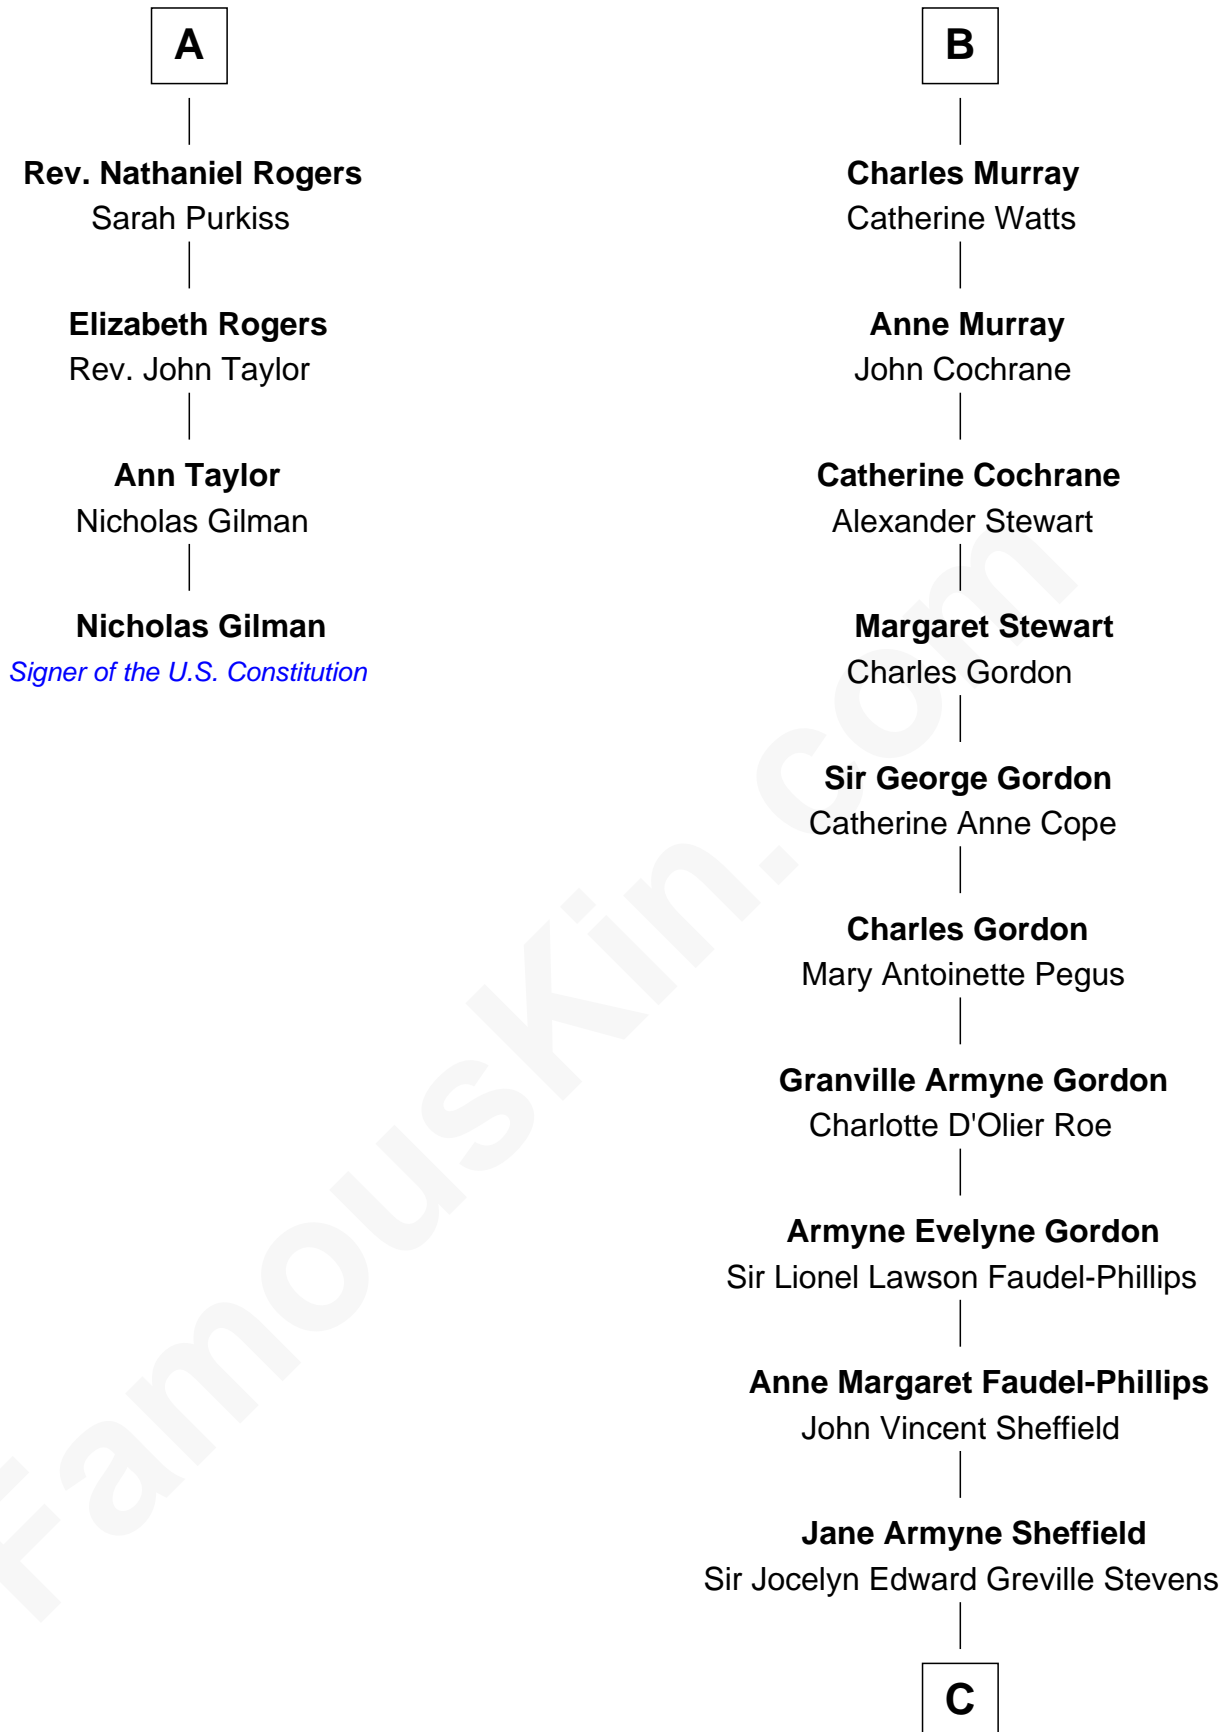 A
Rev. Nathaniel Rogers
Sarah Purkiss
Elizabeth Rogers
Rev. John Taylor
Ann Taylor
Nicholas Gilman
Nicholas Gilman
Signer of the U.S. Constitution
B
Charles Murray
Catherine Watts
Anne Murray
John Cochrane
Catherine Cochrane
Alexander Stewart
Margaret Stewart
Charles Gordon
Sir George Gordon
Catherine Anne Cope
Charles Gordon
Mary Antoinette Pegus
Granville Armyne Gordon
Charlotte D'Olier Roe
Armyne Evelyne Gordon
Sir Lionel Lawson Faudel-Phillips
Anne Margaret Faudel-Phillips
John Vincent Sheffield
Jane Armyne Sheffield
Sir Jocelyn Edward Greville Stevens
C
FamousKin.com